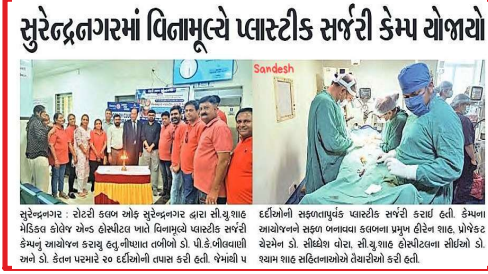 સુરેન્દ્રનગરમાં વિનામૂલ્યે પ્લાસ્ટીક સર્જરી કેમ્પ યોજાયો
Sandesh
સુરેન્દ્રનગર : રોટરી કલબ ઓફ સુરેન્દ્રનગર દ્વારા સી.યુ.શાહ
મેડિકલ કોલેજ એન્ડ હોસ્પિટલ ખાતે વિનામૂલ્યે પ્લાસ્ટીક સર્જરી
કેમ્પનું આયોજન કરાયુ હતુ નીષ્ણાત તબીબો ડો. પી.કે.બીલવાણી
અને ડો. કેતન પરમારે ૨૦ દર્દીઓની તપાસ કરી હતી. જેમાંથી ૫
દર્દીઓની સફળતાપુર્વક પ્લાસ્ટીક સર્જરી કરાઈ હતી. કેમ્પના
આયોજનને સફળ બનાવવા કલબના પ્રમુખ હીરેન શાહ, પ્રોજેકટ
ચેરમેન ડો. સીધ્ધેશ વોરા, સી.યુ.શાહ હોસ્પિટલના સીઈઓ ડો.
શ્યામ શાહ સહિતનાઓએ તૈયારીઓ કરી હતી.